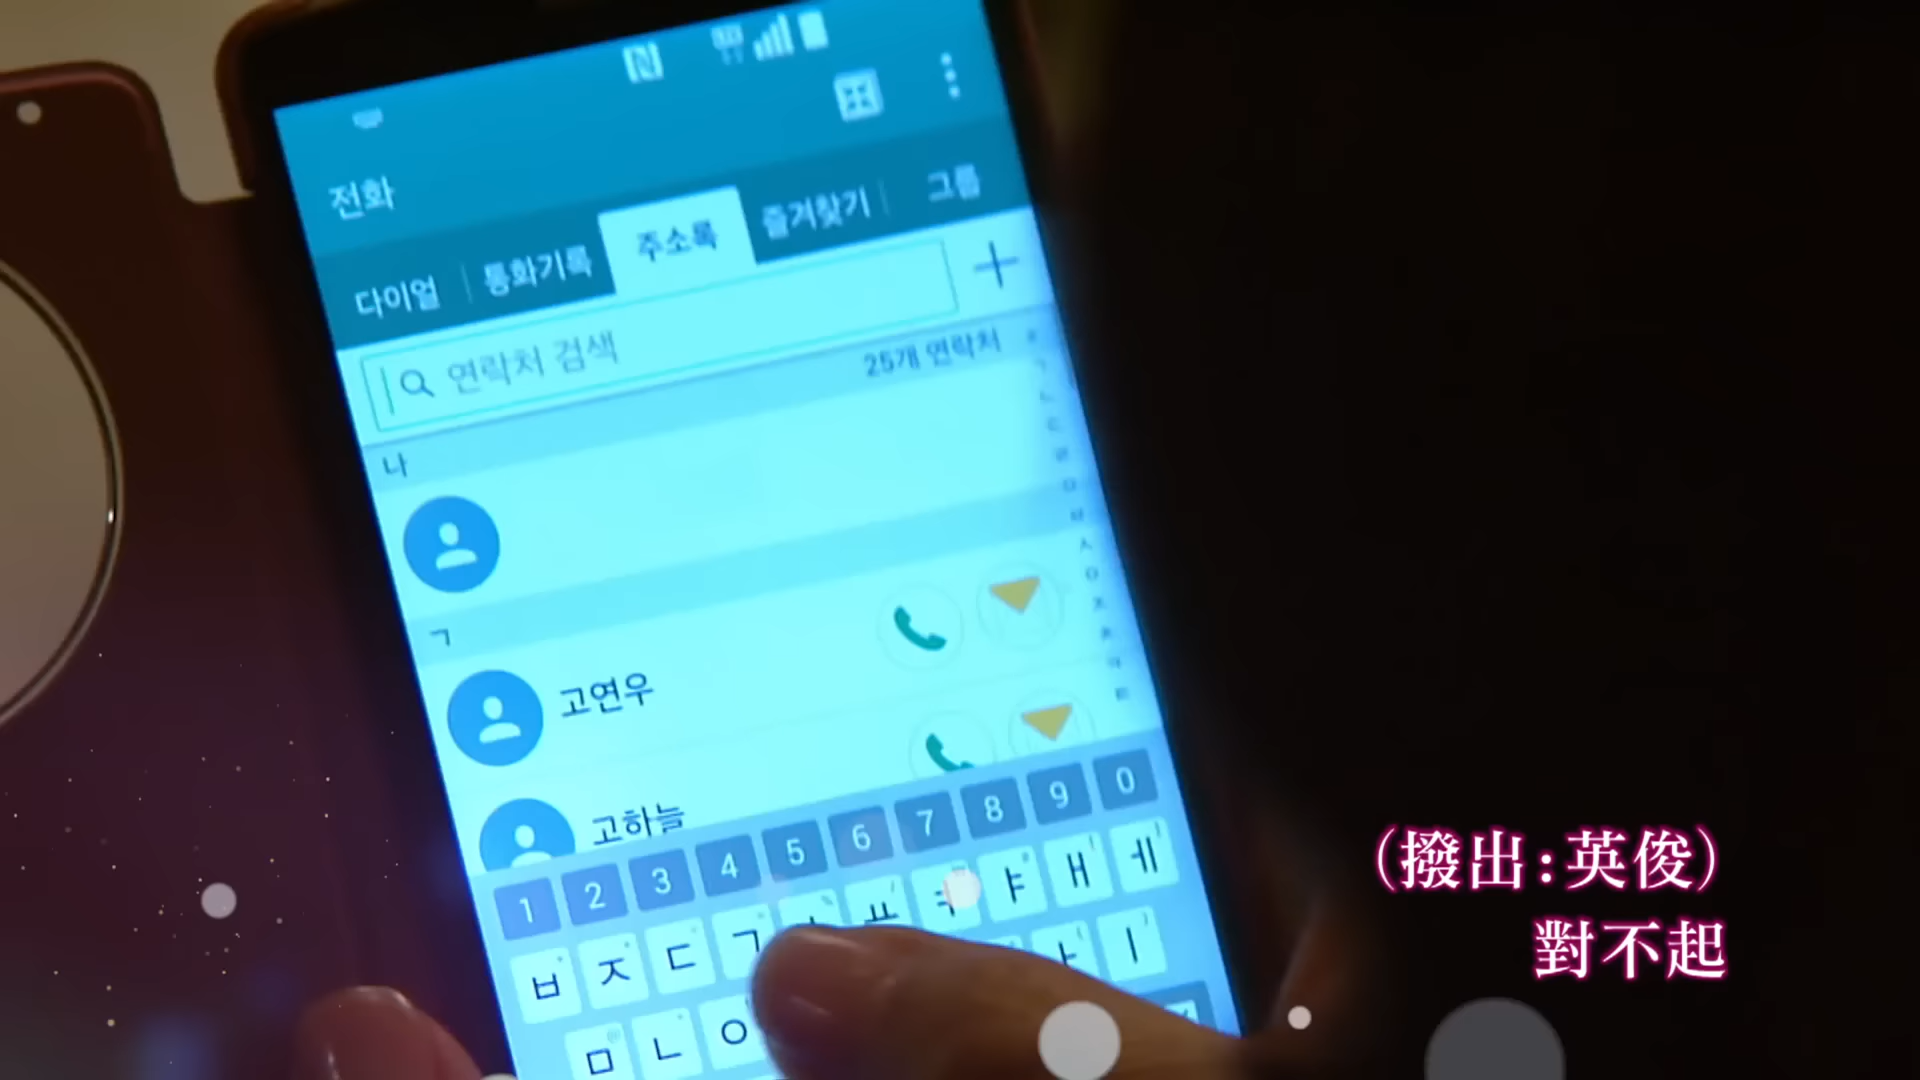 전화
다이얼 통화기록 주소록 즐겨찾기 그룹
연락처 검색
25개 연락처
나
ㄱ
고연우
고하늘
1 2 3 4 5 6 7 8 9 0
ㅂ ㅈ ㄷ ㄱ ㅛ ㅕ ㅑ ㅐ ㅔ
ㅁ ㄴ ㅇ ㅏ ㅣ
(撥出:英俊)
對不起